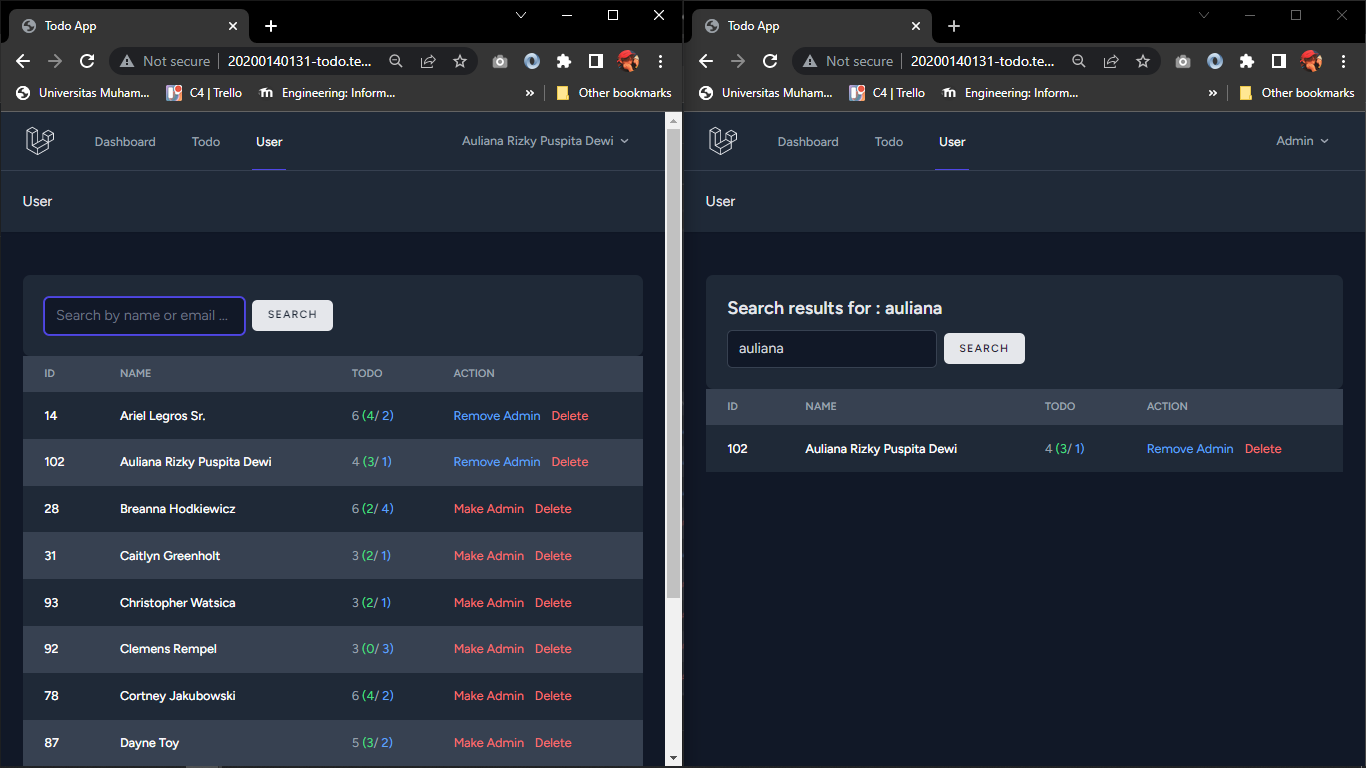 Todo App
Not secure 20200140131-todo.te...
Universitas Muham... C4 | Trello Engineering: Inform... » Other bookmarks
Dashboard Todo User Auliana Rizky Puspita Dewi
User
Search by name or email ... SEARCH
ID NAME TODO ACTION
14 Ariel Legros Sr. 6 (4/ 2) Remove Admin Delete
102 Auliana Rizky Puspita Dewi 4 (3/ 1) Remove Admin Delete
28 Breanna Hodkiewicz 6 (2/ 4) Make Admin Delete
31 Caitlyn Greenholt 3 (2/ 1) Make Admin Delete
93 Christopher Watsica 3 (2/ 1) Make Admin Delete
92 Clemens Rempel 3 (0/ 3) Make Admin Delete
78 Cortney Jakubowski 6 (4/ 2) Make Admin Delete
87 Dayne Toy 5 (3/ 2) Make Admin Delete
Todo App
Not secure 20200140131-todo.te...
Universitas Muham... C4 | Trello Engineering: Inform... » Other bookmarks
Dashboard Todo User Admin
User
Search results for : auliana
auliana SEARCH
ID NAME TODO ACTION
102 Auliana Rizky Puspita Dewi 4 (3/ 1) Remove Admin Delete